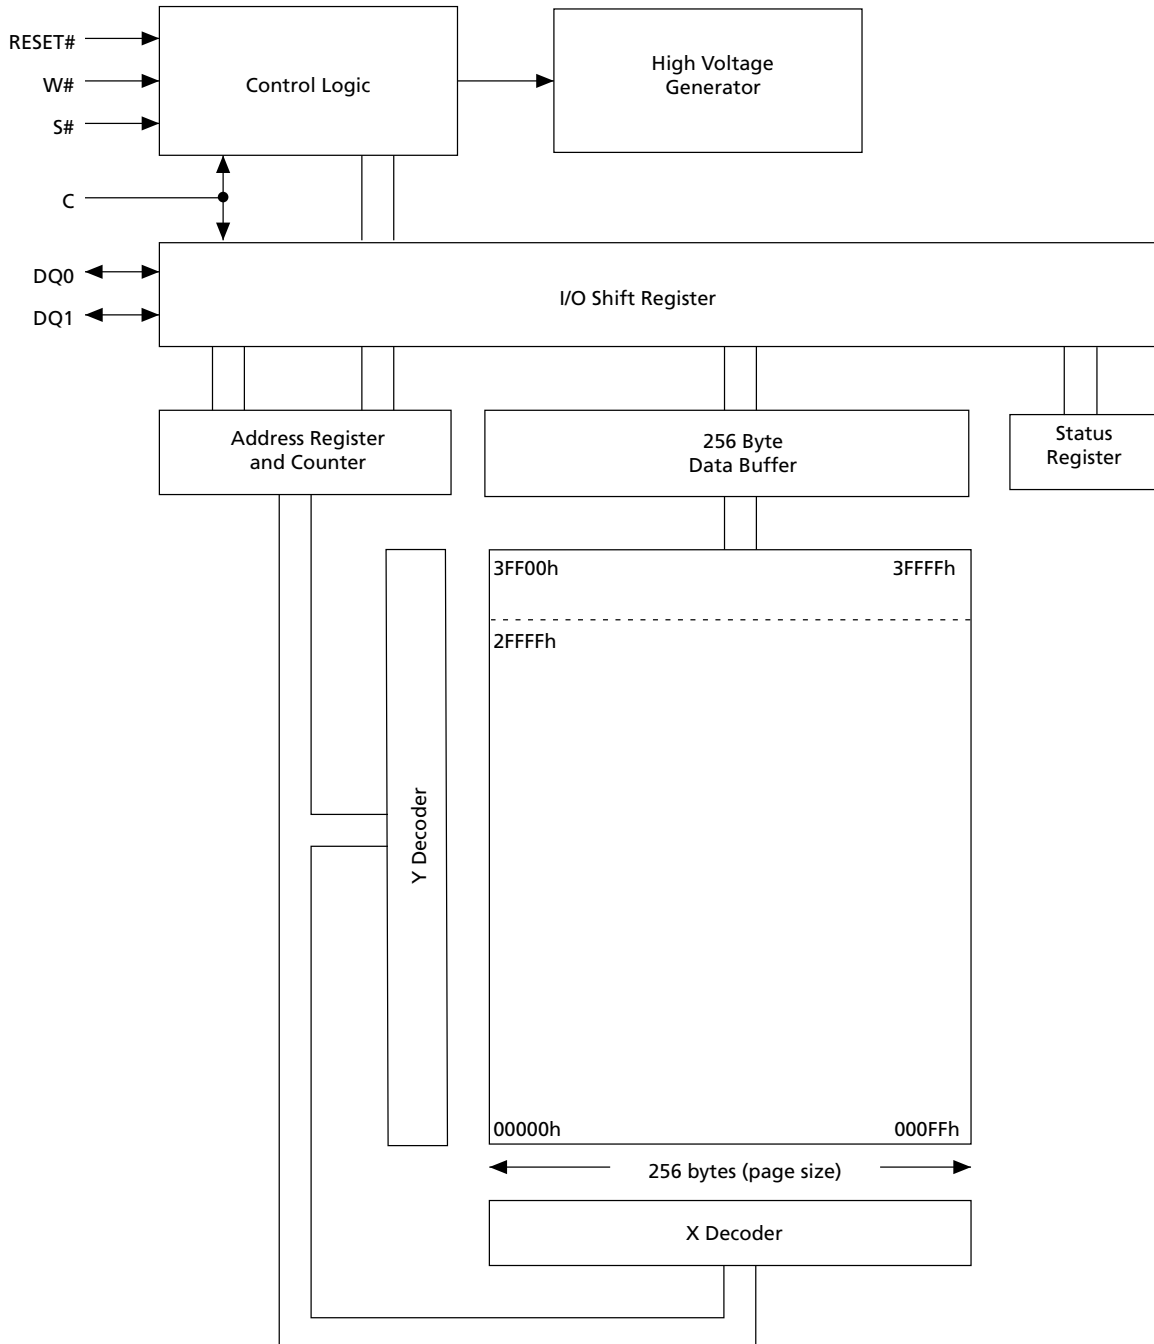 RESET#
W#
S#
C
Control Logic
High Voltage
Generator
DQ0
DQ1
I/O Shift Register
Address Register
and Counter
256 Byte
Data Buffer
Status
Register
3FF00h 3FFFFh
2FFFFh
Y Decoder
00000h 000FFh
256 bytes (page size)
X Decoder